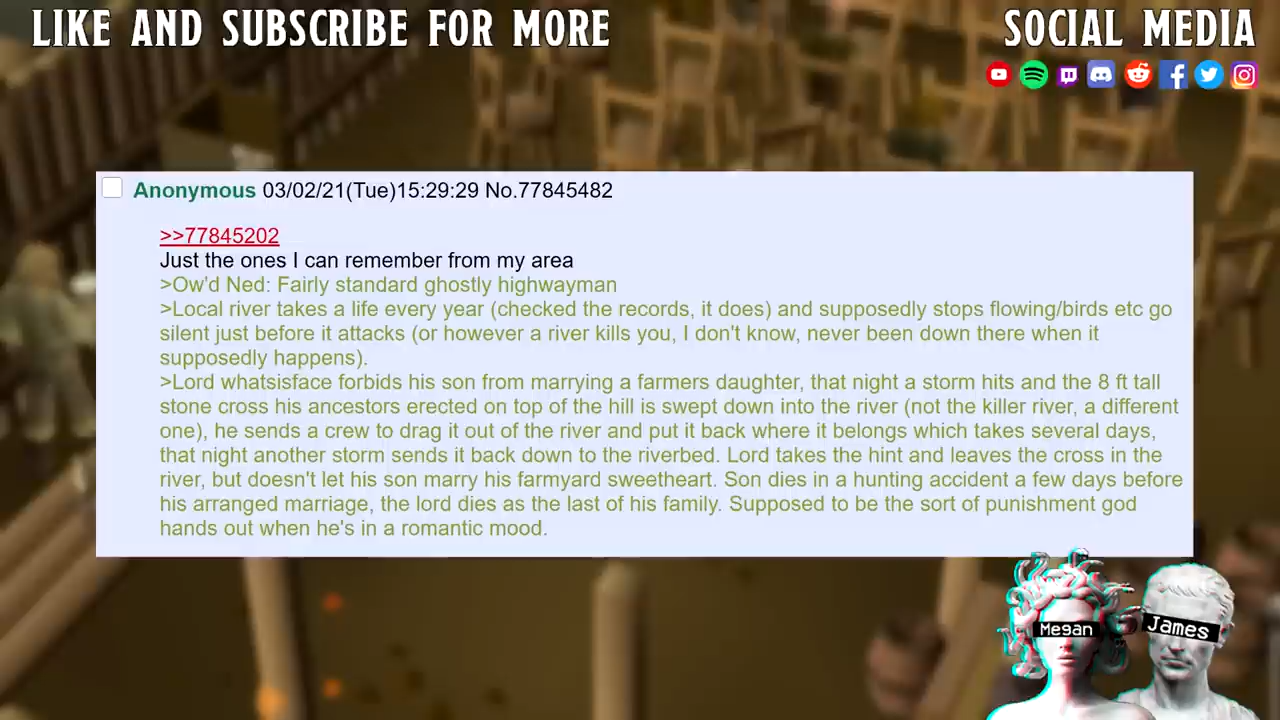 LIKE AND SUBSCRIBE FOR MORE
SOCIAL MEDIA
Anonymous 03/02/21(Tue)15:29:29 No.77845482
>>77845202
Just the ones I can remember from my area
>Ow'd Ned: Fairly standard ghostly highwayman
>Local river takes a life every year (checked the records, it does) and supposedly stops flowing/birds etc go
silent just before it attacks (or however a river kills you, I don't know, never been down there when it
supposedly happens).
>Lord whatsisface forbids his son from marrying a farmers daughter, that night a storm hits and the 8 ft tall
stone cross his ancestors erected on top of the hill is swept down into the river (not the killer river, a different
one), he sends a crew to drag it out of the river and put it back where it belongs which takes several days,
that night another storm sends it back down to the riverbed. Lord takes the hint and leaves the cross in the
river, but doesn't let his son marry his farmyard sweetheart. Son dies in a hunting accident a few days before
his arranged marriage, the lord dies as the last of his family. Supposed to be the sort of punishment god
hands out when he's in a romantic mood.
Megan
James